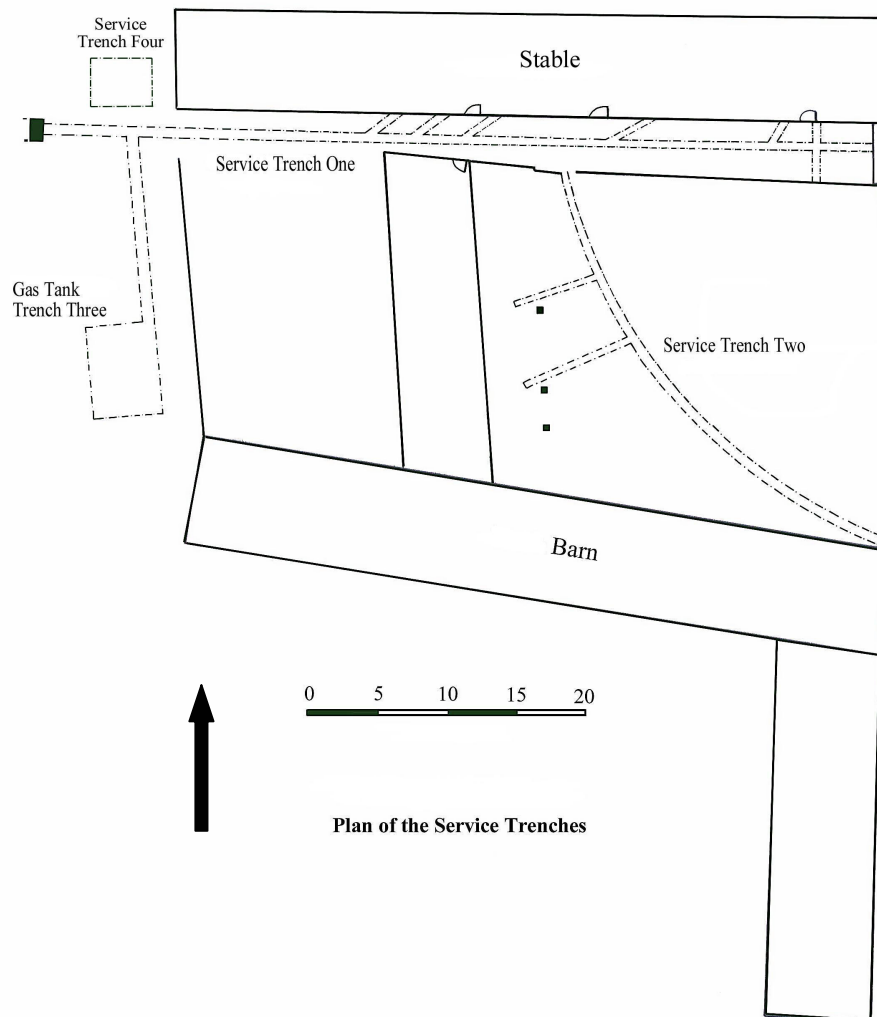 Service
Trench Four
Stable
Service Trench One
Gas Tank
Trench Three
Service Trench Two
Barn
0 5 10 15 20
Plan of the Service Trenches